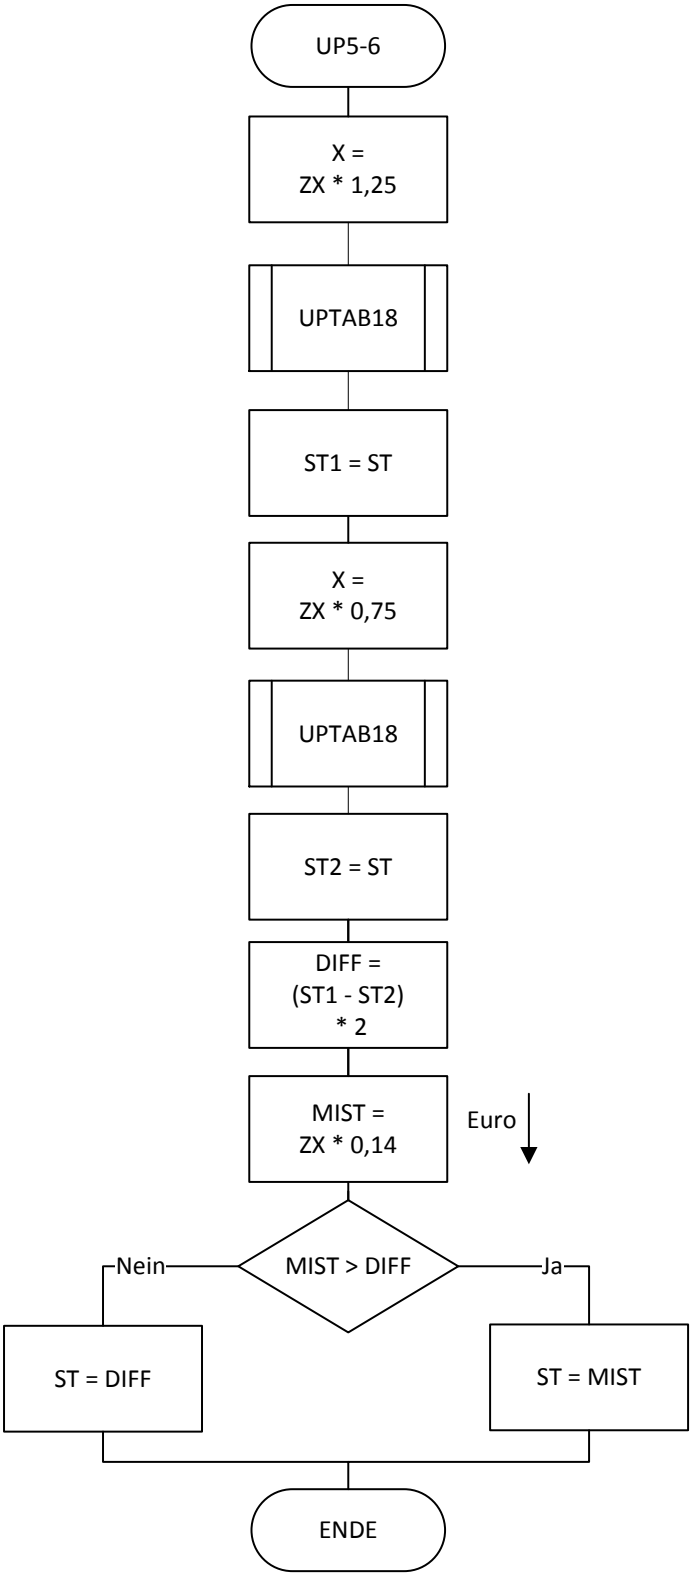 UP5-6
X =
ZX * 1,25
UPTAB18
ST1 = ST
X =
ZX * 0,75
UPTAB18
ST2 = ST
DIFF =
(ST1 - ST2)
* 2
MIST =
ZX * 0,14
Euro
Nein
MIST > DIFF
Ja
ST = DIFF
ST = MIST
ENDE